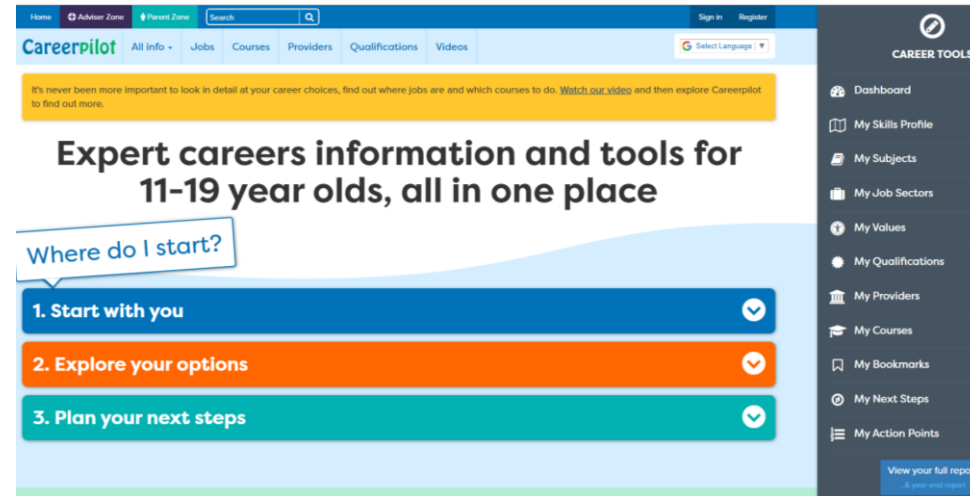 Home Adviser Zone Parent Zone Search Sign in Register
Careerpilot All info Jobs Courses Providers Qualifications Videos G Select Language
It's never been more important to look in detail at your career choices, find out where jobs are and which courses to do. Watch our video and then explore Careerpilot
to find out more.
Expert careers information and tools for
11-19 year olds, all in one place
Where do I start?
1. Start with you
2. Explore your options
3. Plan your next steps
CAREER TOOLS
Dashboard
My Skills Profile
My Subjects
My Job Sectors
My Values
My Qualifications
My Providers
My Courses
My Bookmarks
My Next Steps
My Action Points
View your full repo
...& year-end report